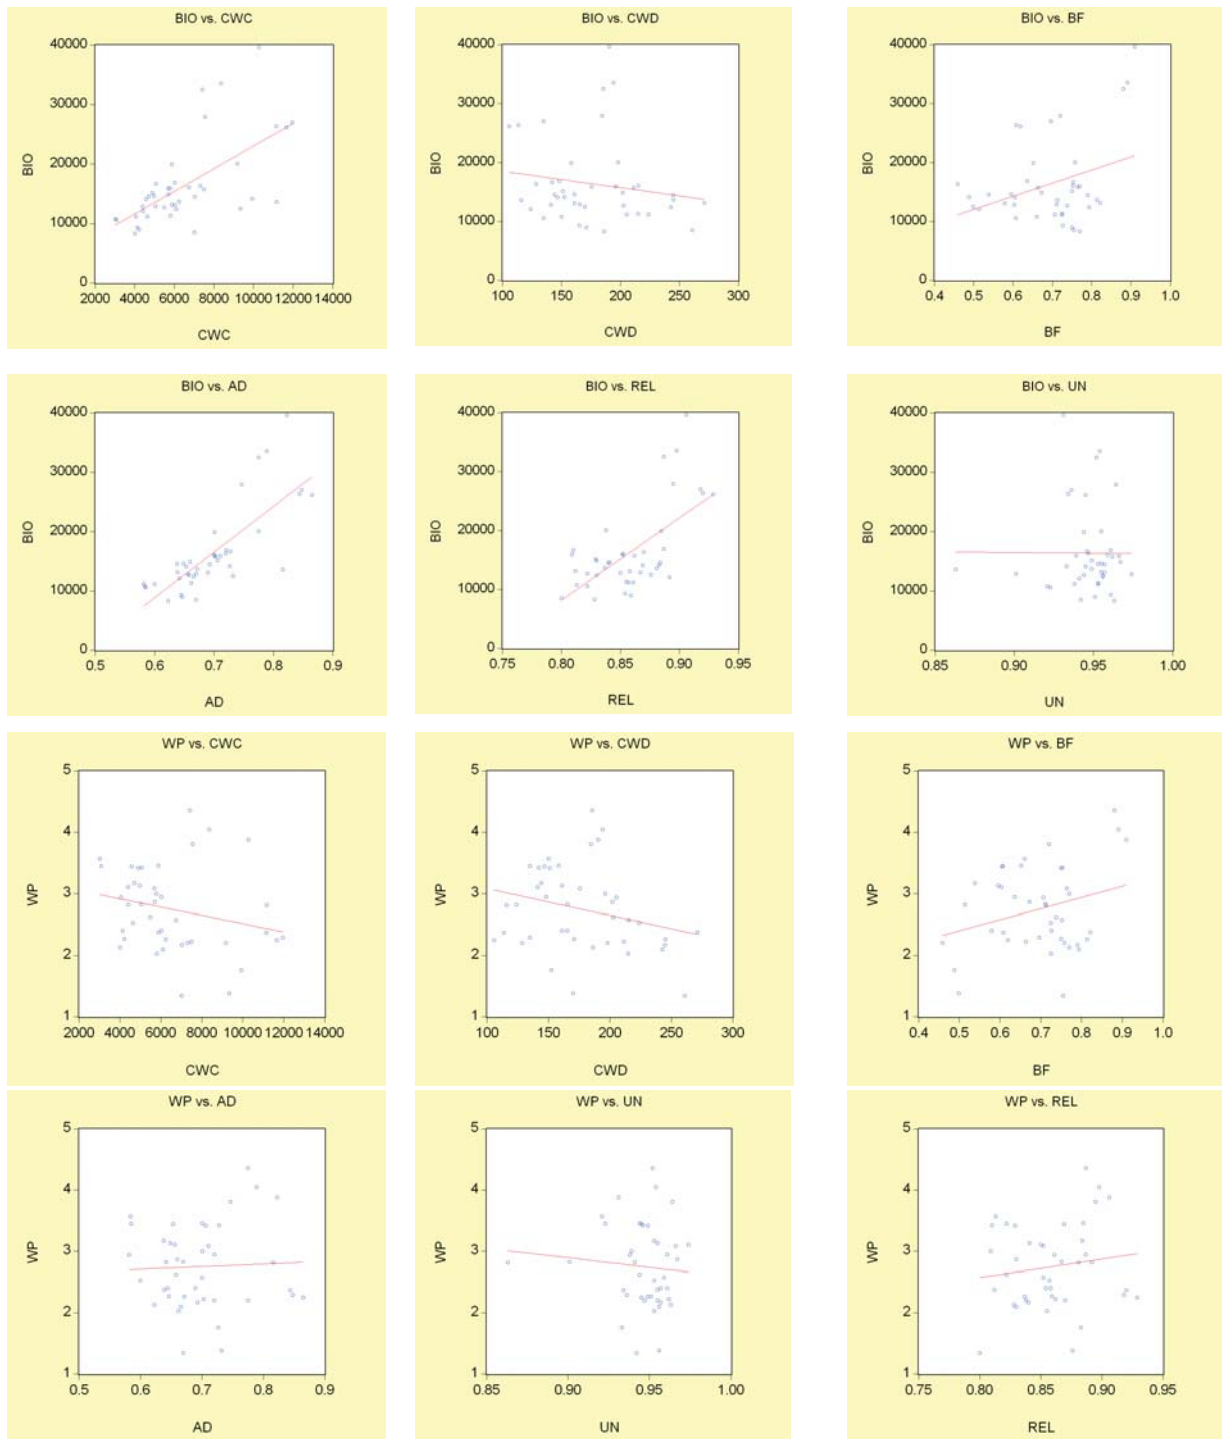 BIO vs. CWC
40000
30000
20000
10000
0
BIO
2000 4000 6000 8000 10000 12000 14000
CWC
BIO vs. CWD
40000
30000
20000
10000
0
BIO
100 150 200 250 300
CWD
BIO vs. BF
40000
30000
20000
10000
0
BIO
0.4 0.5 0.6 0.7 0.8 0.9 1.0
BF
BIO vs. AD
40000
30000
20000
10000
0
BIO
0.5 0.6 0.7 0.8 0.9
AD
BIO vs. REL
40000
30000
20000
10000
0
BIO
0.75 0.80 0.85 0.90 0.95
REL
BIO vs. UN
40000
30000
20000
10000
0
BIO
0.85 0.90 0.95 1.00
UN
WP vs. CWC
5
4
3
2
1
WP
2000 4000 6000 8000 10000 12000 14000
CWC
WP vs. CWD
5
4
3
2
1
WP
100 150 200 250 300
CWD
WP vs. BF
5
4
3
2
1
WP
0.4 0.5 0.6 0.7 0.8 0.9 1.0
BF
WP vs. AD
5
4
3
2
1
WP
0.5 0.6 0.7 0.8 0.9
AD
WP vs. UN
5
4
3
2
1
WP
0.85 0.90 0.95 1.00
UN
WP vs. REL
5
4
3
2
1
WP
0.75 0.80 0.85 0.90 0.95
REL